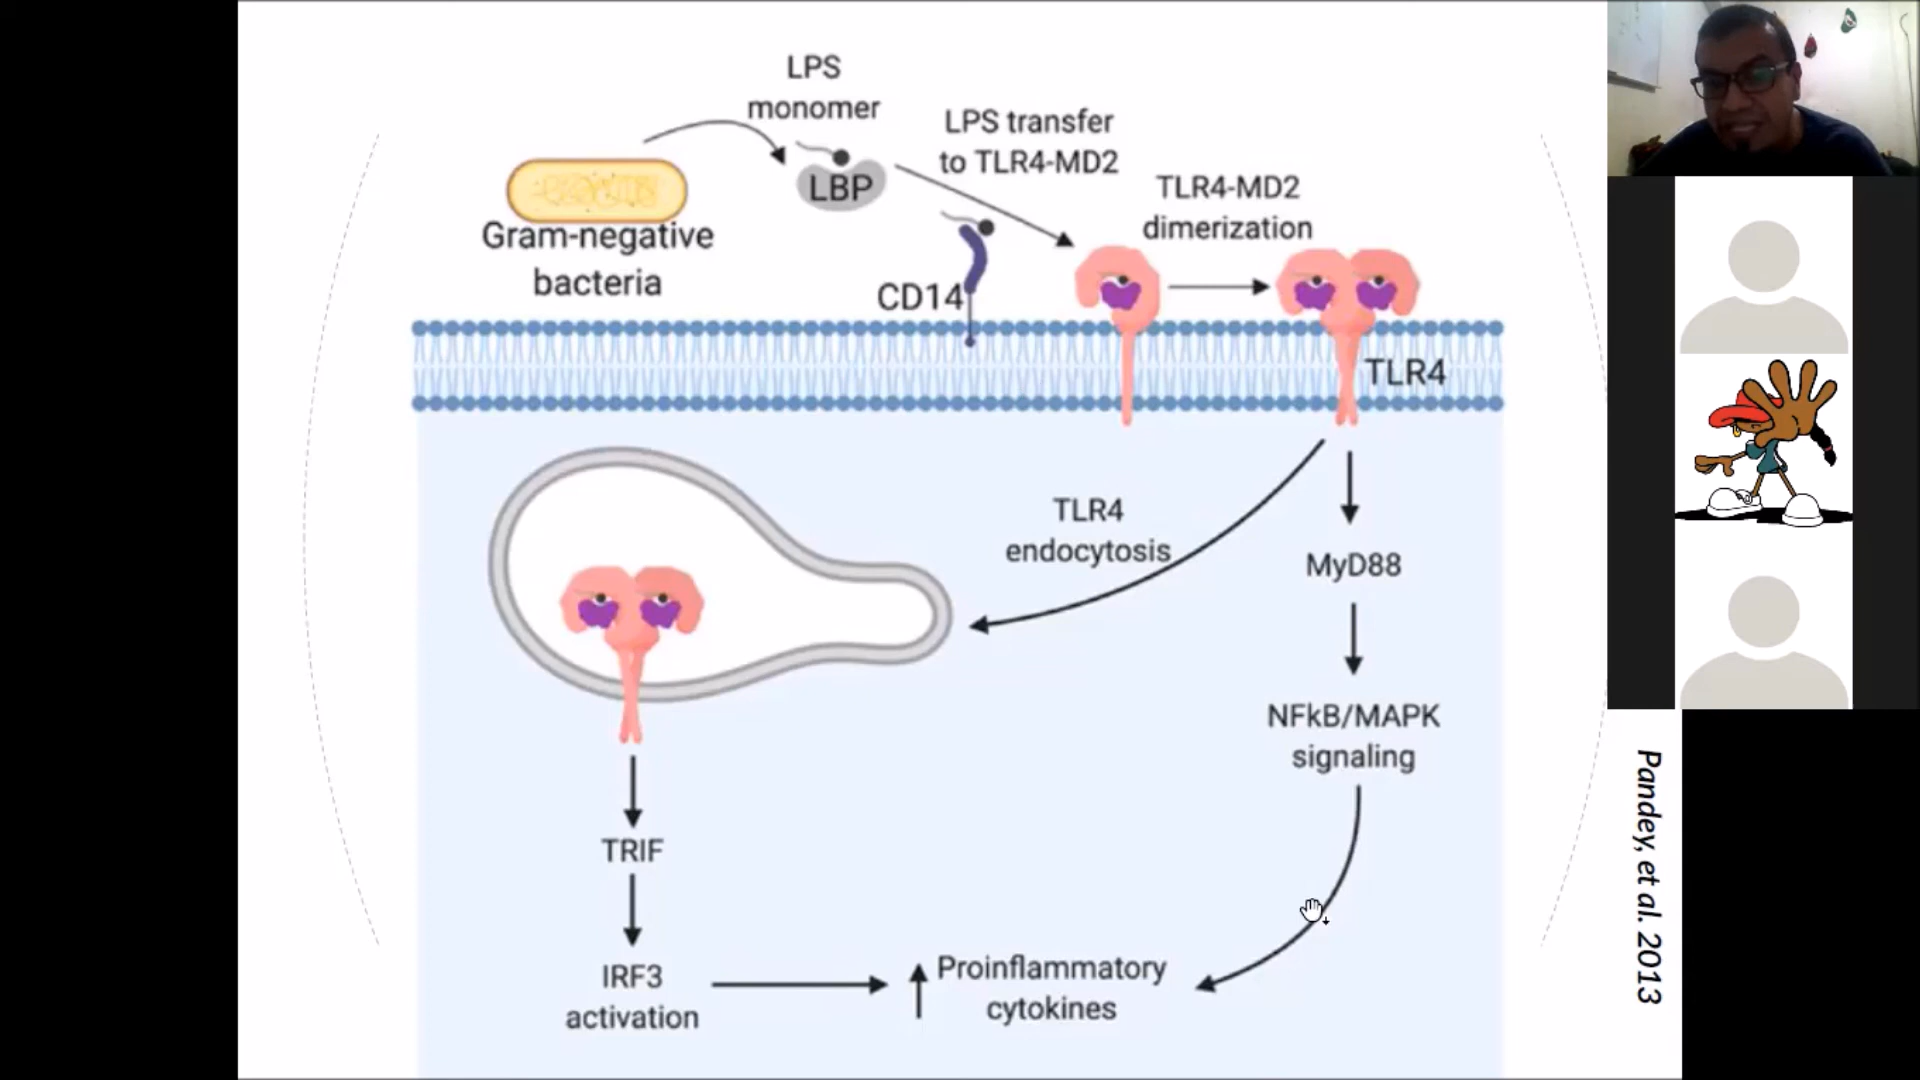 LPS
monomer
LPS transfer
to TLR4-MD2
TLR4-MD2
dimerization
LBP
Gram-negative
bacteria
CD14
TLR4
TLR4
endocytosis
MyD88
NFkB/MAPK
signaling
TRIF
IRF3
activation
Proinflammatory
cytokines
Pandey, et al. 2013